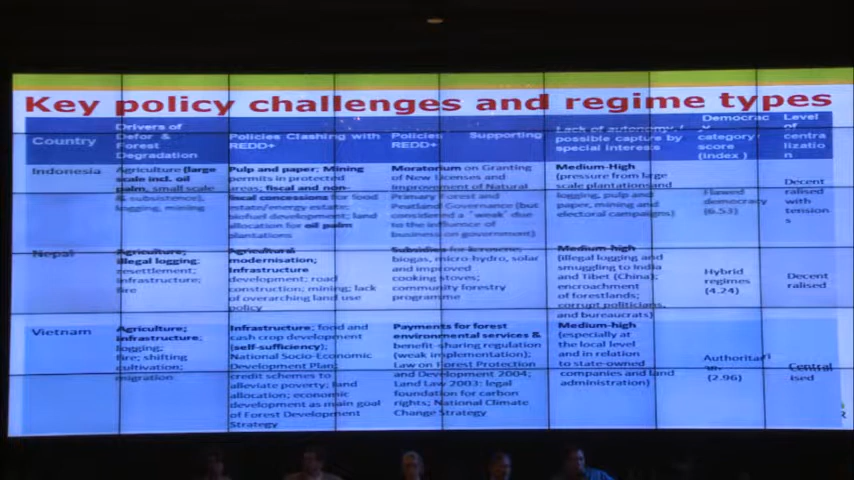 Key policy challenges and regime types
Country
Drivers of
Defor &
Forest
Degradation
Policies Clashing with
REDD+
Policies Supporting
REDD+
Lack of autonomy /
possible capture by
special interests
Democrac
y
category
score
(index )
Level
of
centra
lizatio
n
Indonesia
Agriculture (large
scale incl. oil
palm, small scale
& subsistence),
logging, mining
Pulp and paper; Mining
permits in protected
areas; fiscal and non-
fiscal concessions for food
estate/energy estate;
biofuel development; land
allocation for oil palm
plantations
Moratorium on Granting
of New Licenses and
Improvement of Natural
Primary Forest and
Peatland Governance (but
considered a "weak" due
to the influence of
business on government)
Medium-High
(pressure from large
scale plantations and
logging, pulp and
paper, mining and
electoral campaigns)
Flawed
democracy
(6.53)
Decent
ralised
with
tension
s
Nepal
Agriculture;
illegal logging;
resettlement;
infrastructure;
fire
Agricultural
modernisation;
Infrastructure
development; road
construction; mining; lack
of overarching land use
policy
Subsidies for kerosene,
biogas, micro-hydro, solar
and improved
cooking stoves;
community forestry
programme
Medium-high
(illegal logging and
smuggling to India
and Tibet (China);
encroachment
of forestlands;
corrupt politicians,
and bureaucrats)
Hybrid
regimes
(4.24)
Decent
ralised
Vietnam
Agriculture;
infrastructure;
logging;
fire; shifting
cultivation;
migration
Infrastructure; food and
cash crop development
(self-sufficiency);
National Socio-Economic
Development Plan;
credit schemes to
alleviate poverty; land
allocation; economic
development as main goal
of Forest Development
Strategy
Payments for forest
environmental services &
benefit-sharing regulation
(weak implementation);
Law on Forest Protection
and Development 2004;
Land Law 2003: legal
foundation for carbon
rights; National Climate
Change Strategy
Medium-high
(especially at
the local level
and in relation
to state-owned
companies and land
administration)
Authoritari
(2.96)
Central
ised